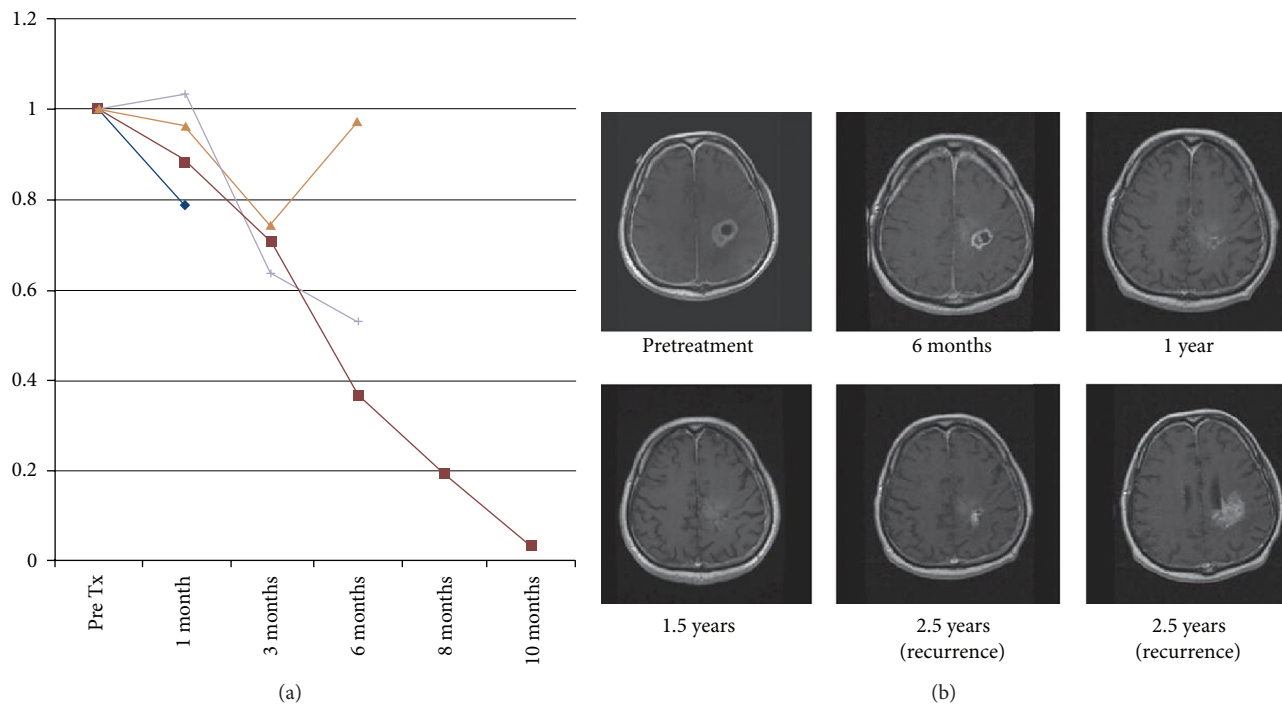 1.2
1
0.8
0.6
0.4
0.2
0
Pre Tx
1 month
3 months
6 months
8 months
10 months
(a)
Pretreatment
6 months
1 year
1.5 years
2.5 years
(recurrence)
2.5 years
(recurrence)
(b)